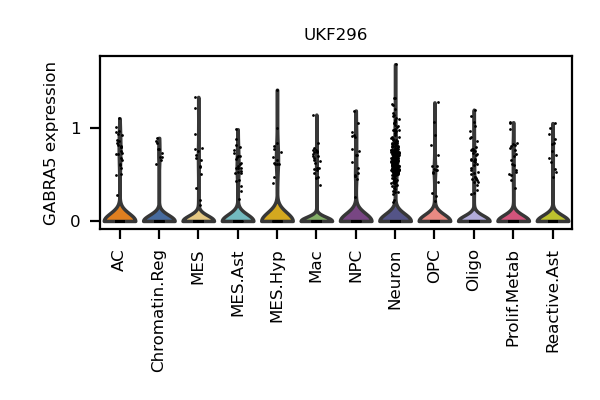 UKF296
GABRA5 expression
1
0
AC
Chromatin.Reg
MES
MES.Ast
MES.Hyp
Mac
NPC
Neuron
OPC
Oligo
Prolif.Metab
Reactive.Ast